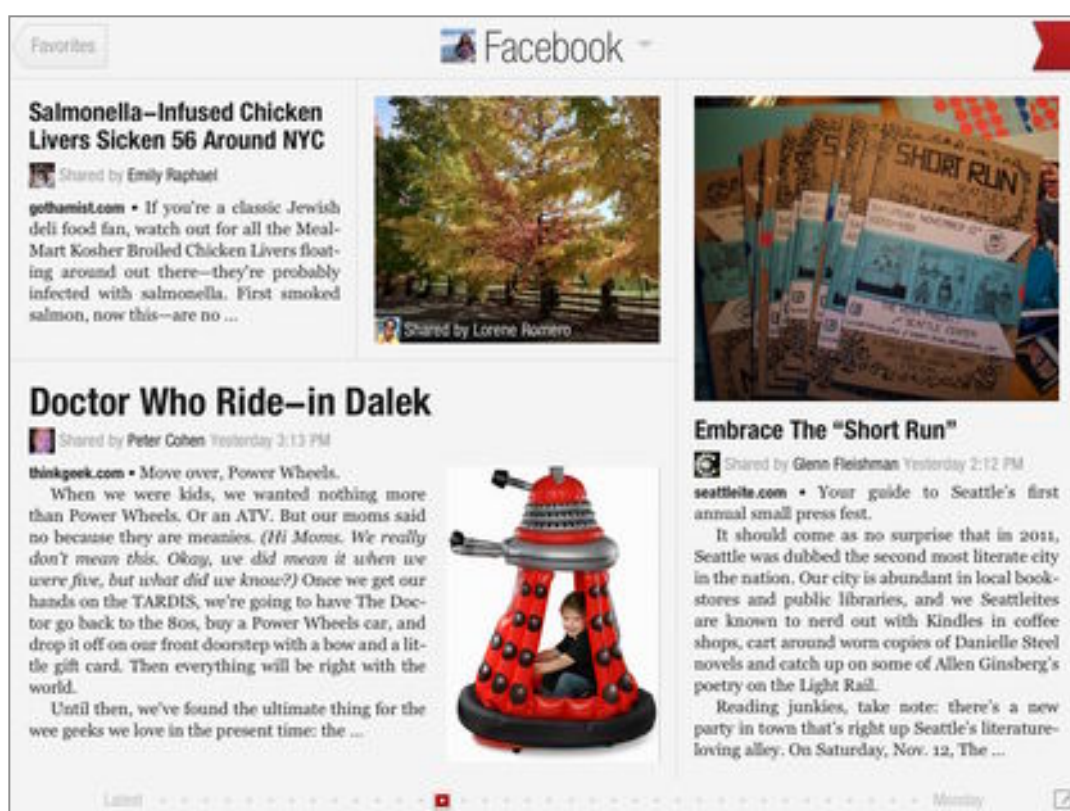 Favorites
Facebook
Salmonella–Infused Chicken
Livers Sicken 56 Around NYC
Shared by Emily Raphael
gothamist.com • If you're a classic Jewish
deli food fan, watch out for all the Meal-
Mart Kosher Broiled Chicken Livers float-
ing around out there—they're probably
infected with salmonella. First smoked
salmon, now this—are no ...
Shared by Lorene Romero
Doctor Who Ride–in Dalek
Shared by Peter Cohen Yesterday 3:13 PM
thinkgeek.com • Move over, Power Wheels.
When we were kids, we wanted nothing more
than Power Wheels. Or an ATV. But our moms said
no because they are meanies. (Hi Moms. We really
don't mean this. Okay, we did mean it when we
were five, but what did we know?) Once we get our
hands on the TARDIS, we're going to have The Doc-
tor go back to the 80s, buy a Power Wheels car, and
drop it off on our front doorstep with a bow and a lit-
tle gift card. Then everything will be right with the
world.
Until then, we've found the ultimate thing for the
wee geeks we love in the present time: the ...
SHORT RUN
SEATTLE
CENTER
Embrace The “Short Run”
Shared by Glenn Fleishman Yesterday 2:12 PM
seattleite.com • Your guide to Seattle's first
annual small press fest.
It should come as no surprise that in 2011,
Seattle was dubbed the second most literate city
in the nation. Our city is abundant in local book-
stores and public libraries, and we Seattleites
are known to nerd out with Kindles in coffee
shops, cart around worn copies of Danielle Steel
novels and catch up on some of Allen Ginsberg's
poetry on the Light Rail.
Reading junkies, take note: there's a new
party in town that's right up Seattle's literature-
loving alley. On Saturday, Nov. 12, The ...
Latest
Monday